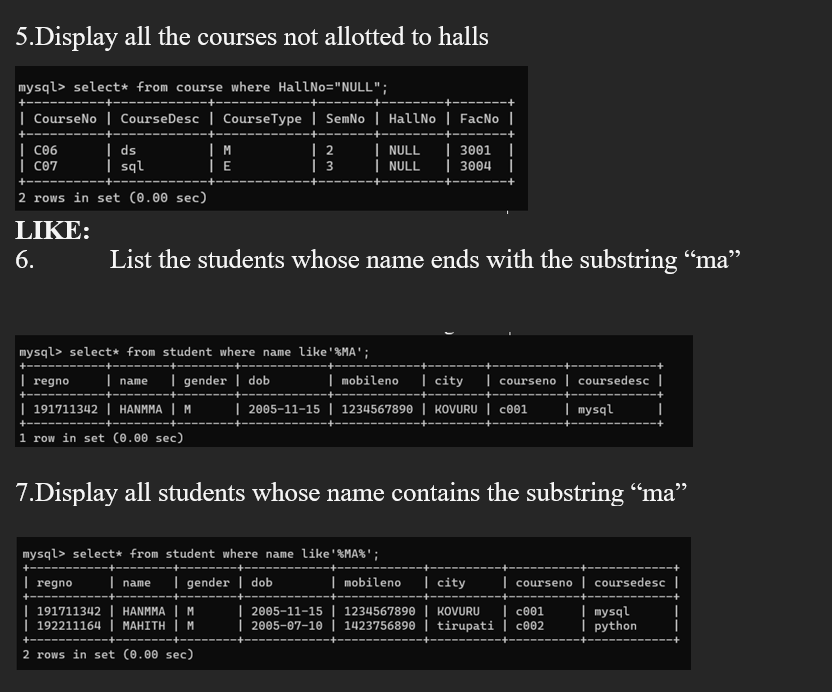 5.Display all the courses not allotted to halls
mysql> select* from course where HallNo="NULL";
+----------+------------+------------+-------+--------+-------+
| CourseNo | CourseDesc | CourseType | SemNo | HallNo | FacNo |
+----------+------------+------------+-------+--------+-------+
| C06 | ds | M | 2 | NULL | 3001 |
| C07 | sql | E | 3 | NULL | 3004 |
+----------+------------+------------+-------+--------+-------+
2 rows in set (0.00 sec)
LIKE:
6. List the students whose name ends with the substring “ma”
mysql> select* from student where name like'%MA';
+-----------+--------+--------+------------+------------+--------+----------+------------+
| regno | name | gender | dob | mobileno | city | courseno | coursedesc |
+-----------+--------+--------+------------+------------+--------+----------+------------+
| 191711342 | HANMMA | M | 2005-11-15 | 1234567890 | KOVURU | c001 | mysql |
+-----------+--------+--------+------------+------------+--------+----------+------------+
1 row in set (0.00 sec)
7.Display all students whose name contains the substring “ma”
mysql> select* from student where name like'%MA%';
+-----------+--------+--------+------------+------------+----------+----------+------------+
| regno | name | gender | dob | mobileno | city | courseno | coursedesc |
+-----------+--------+--------+------------+------------+----------+----------+------------+
| 191711342 | HANMMA | M | 2005-11-15 | 1234567890 | KOVURU | c001 | mysql |
| 192211164 | MAHITH | M | 2005-07-10 | 1423756890 | tirupati | c002 | python |
+-----------+--------+--------+------------+------------+----------+----------+------------+
2 rows in set (0.00 sec)